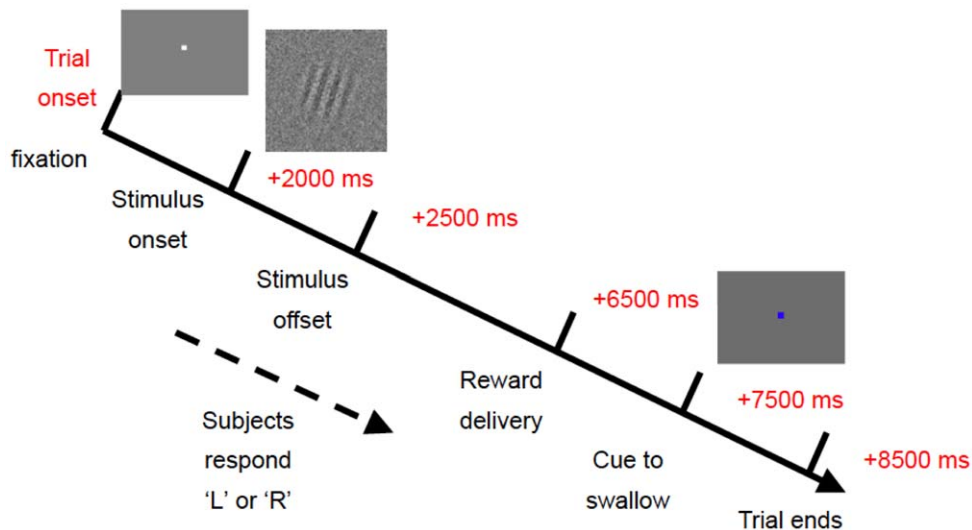 Trial
onset
fixation
+2000 ms
Stimulus
onset
+2500 ms
Stimulus
offset
+6500 ms
Subjects
respond
‘L’ or ‘R’
Reward
delivery
+7500 ms
Cue to
swallow
+8500 ms
Trial ends